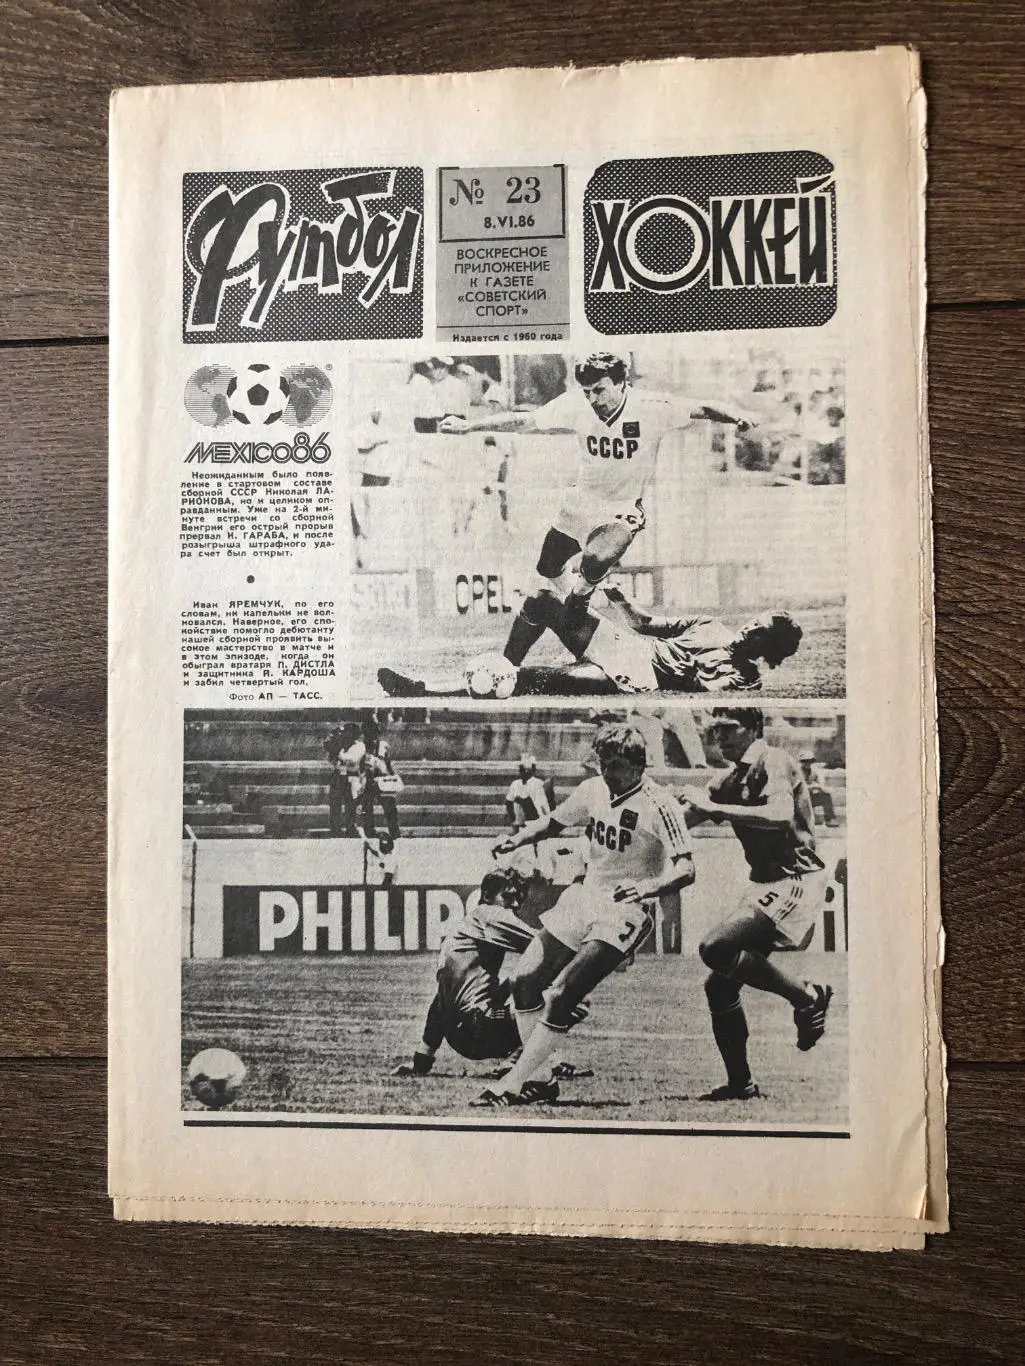 Футбол
№ 23
8.VI.86
ВОСКРЕСНОЕ
ПРИЛОЖЕНИЕ
К ГАЗЕТЕ
«СОВЕТСКИЙ
СПОРТ»
Издается с 1960 года
ХОККЕЙ
®
MEXICO86
Неожиданным было появ-
ление в стартовом составе
сборной СССР Николая ЛА-
РИОНОВА, но и целиком оп-
равданным. Уже на 2-й ми-
нуте встречи со сборной
Венгрии его острый прорыв
прервал И. ГАРАБА, и после
розыгрыша штрафного уда-
ра счет был открыт.
•
Иван ЯРЕМЧУК, по его
словам, ни капельки не вол-
новался. Наверное, его спо-
койствие помогло дебютанту
нашей сборной проявить вы-
сокое мастерство в матче и
в этом эпизоде, когда он
обыграл вратаря П. ДИСТЛА
и защитника Й. КАРДОША
и забил четвертый гол.
Фото АП — ТАСС.
СССР
OPEL
СССР
PHILIPS
7
5